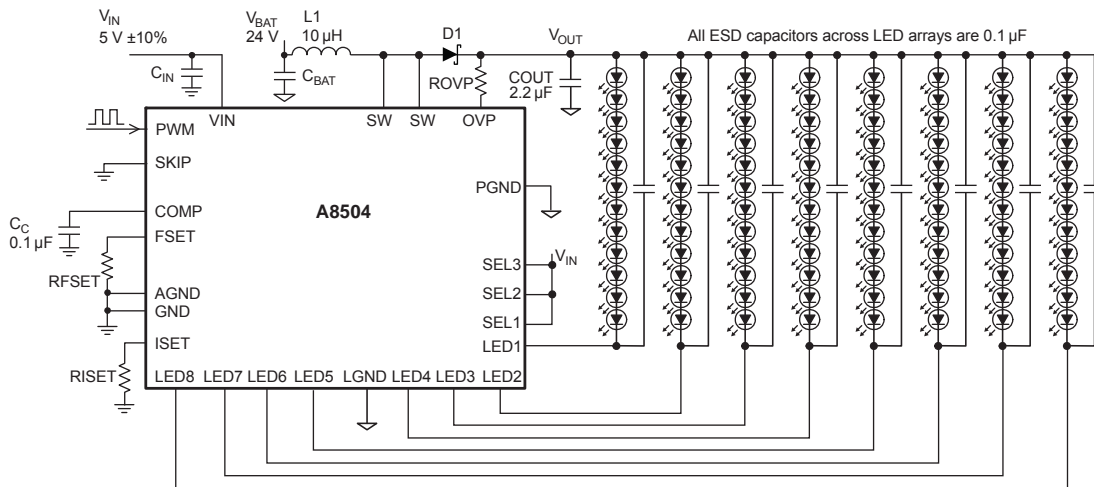 V_IN
5 V ±10%
V_BAT
24 V
L1
10 µH
D1
V_OUT
All ESD capacitors across LED arrays are 0.1 µF
C_IN
C_BAT
ROVP
COUT
2.2 µF
VIN
SW
SW
OVP
PWM
SKIP
PGND
COMP
A8504
C_C
0.1 µF
FSET
RFSET
V_IN
SEL3
AGND
SEL2
GND
SEL1
ISET
LED1
RISET
LED8
LED7
LED6
LED5
LGND
LED4
LED3
LED2